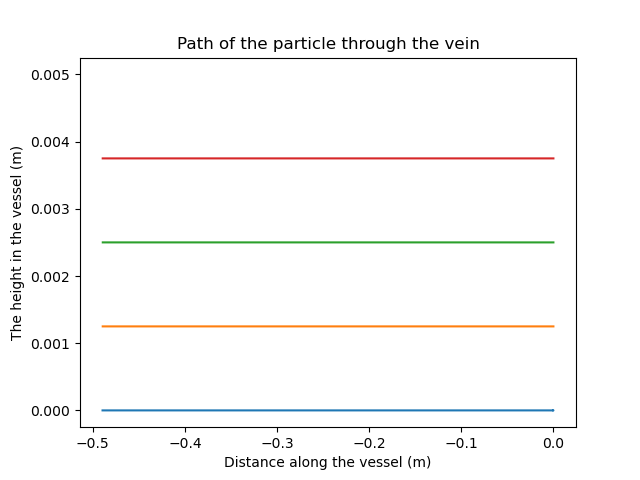 Path of the particle through the vein
0.005
0.004
0.003
0.002
0.001
0.000
The height in the vessel (m)
−0.5 −0.4 −0.3 −0.2 −0.1 0.0
Distance along the vessel (m)